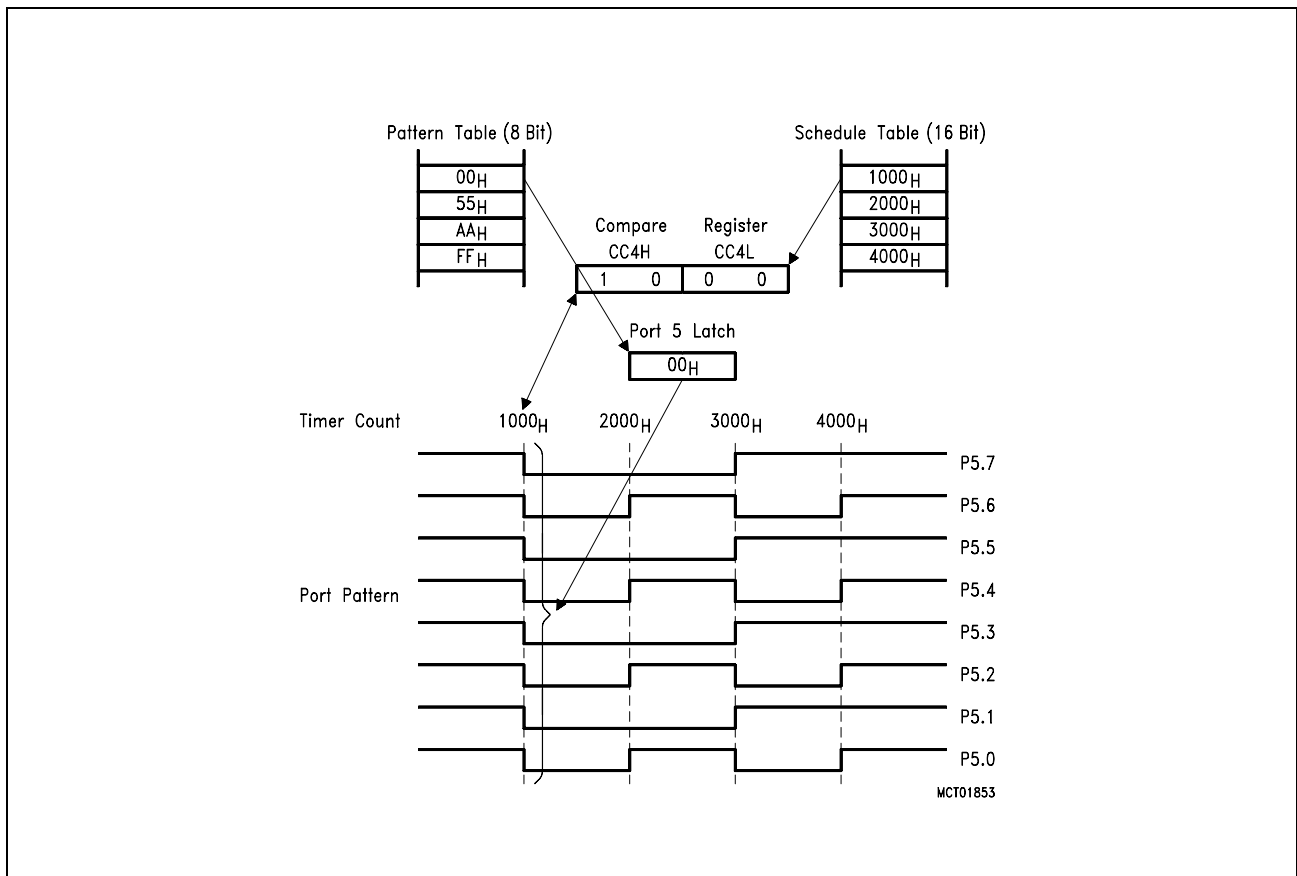 Pattern Table (8 Bit)
00H
55H
AAH
FFH
Schedule Table (16 Bit)
1000H
2000H
3000H
4000H
Compare Register
CC4H CC4L
1 0 0 0
Port 5 Latch
00H
Timer Count 1000H 2000H 3000H 4000H
P5.7
P5.6
P5.5
P5.4
Port Pattern
P5.3
P5.2
P5.1
P5.0
MCT01853